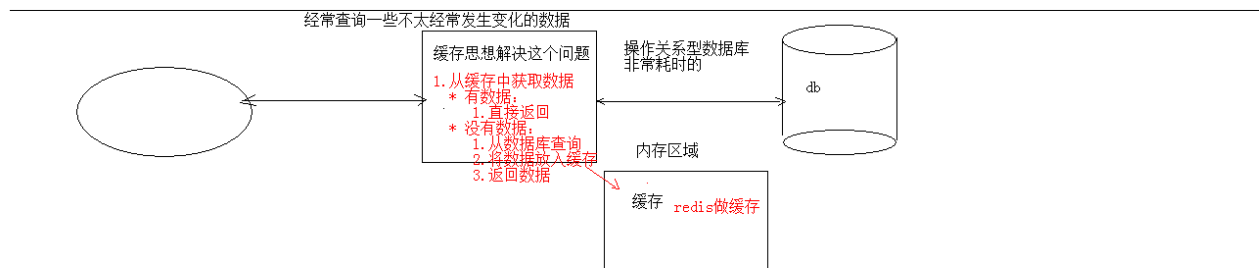 经常查询一些不太经常发生变化的数据
缓存思想解决这个问题
1.从缓存中获取数据
* 有数据:
1.直接返回
* 没有数据:
1.从数据库查询
2.将数据放入缓存
3.返回数据
操作关系型数据库
非常耗时的
db
内存区域
缓存 redis做缓存